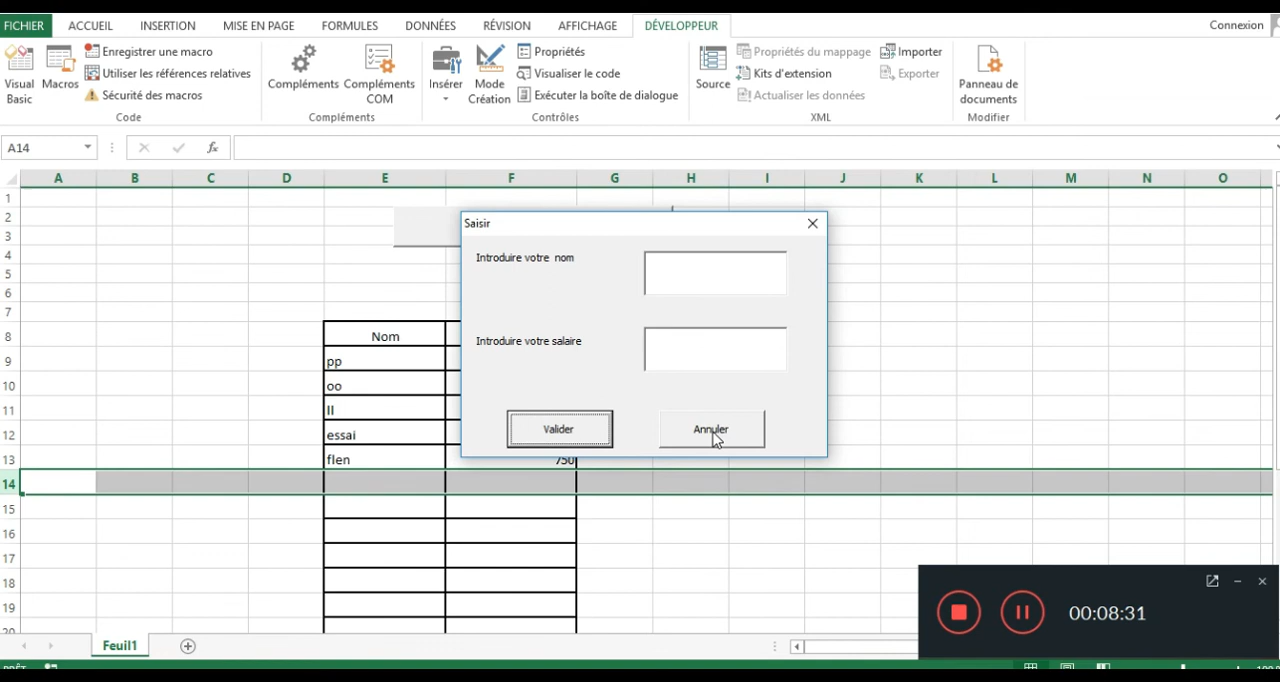 FICHIER ACCUEIL INSERTION MISE EN PAGE FORMULES DONNÉES RÉVISION AFFICHAGE DÉVELOPPEUR Connexion
Visual Basic
Macros
Enregistrer une macro
Utiliser les références relatives
Sécurité des macros
Code
Compléments
Compléments COM
Compléments
Insérer
Mode Création
Propriétés
Visualiser le code
Exécuter la boîte de dialogue
Contrôles
Source
Propriétés du mappage
Kits d'extension
Actualiser les données
Importer
Exporter
XML
Panneau de documents
Modifier
A14 fx
A B C D E F G H I J K L M N O
1
2
3
4
5
6
7
8 Nom
9 pp
10 oo
11 ll
12 essai
13 flen 750
14
15
16
17
18
19
20
Saisir
Introduire votre nom
Introduire votre salaire
Valider Annuler
00:08:31
Feuil1